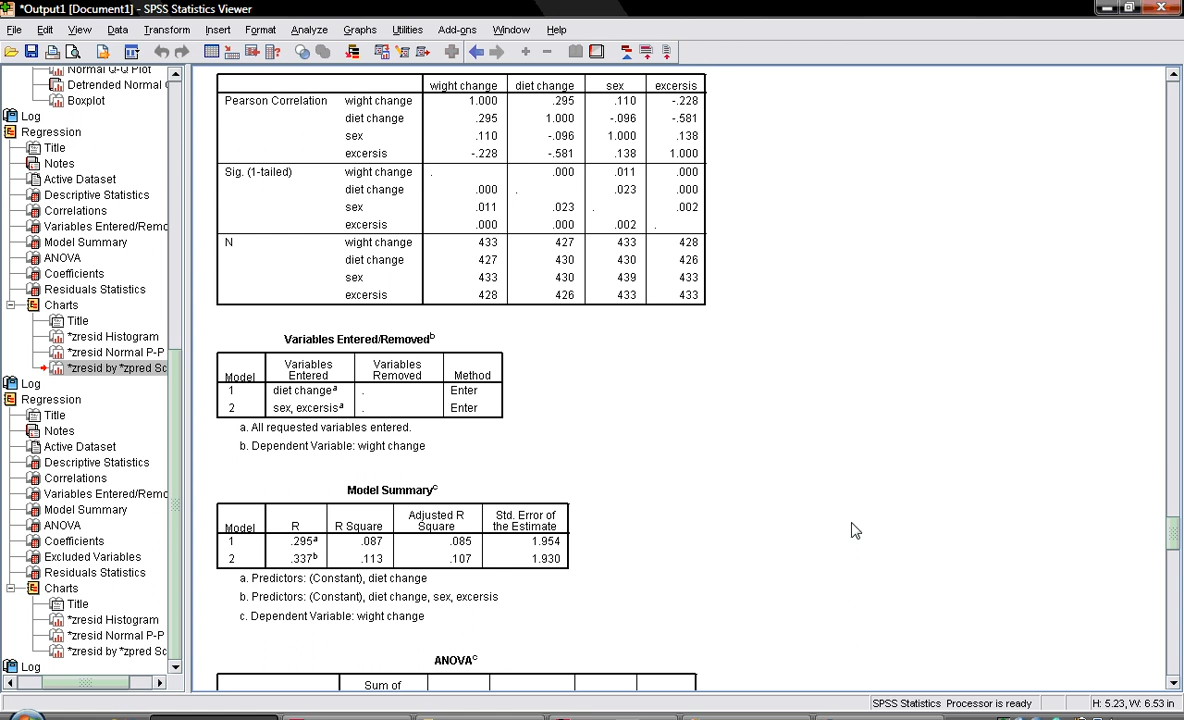 *Output1 [Document1] - SPSS Statistics Viewer
File Edit View Data Transform Insert Format Analyze Graphs Utilities Add-ons Window Help
Normal Q-Q Plot
Detrended Normal
Boxplot
Log
Regression
Title
Notes
Active Dataset
Descriptive Statistics
Correlations
Variables Entered/Remo
Model Summary
ANOVA
Coefficients
Residuals Statistics
Charts
Title
*zresid Histogram
*zresid Normal P-P
*zresid by *zpred Sc
Log
Regression
Title
Notes
Active Dataset
Descriptive Statistics
Correlations
Variables Entered/Remo
Model Summary
ANOVA
Coefficients
Excluded Variables
Residuals Statistics
Charts
Title
*zresid Histogram
*zresid Normal P-P
*zresid by *zpred Sc
Log
wight change diet change sex excersis
Pearson Correlation wight change 1.000 .295 .110 -.228
diet change .295 1.000 -.096 -.581
sex .110 -.096 1.000 .138
excersis -.228 -.581 .138 1.000
Sig. (1-tailed) wight change . .000 .011 .000
diet change .000 . .023 .000
sex .011 .023 . .002
excersis .000 .000 .002 .
N wight change 433 427 433 428
diet change 427 430 430 426
sex 433 430 439 433
excersis 428 426 433 433
Variables Entered/Removedb
Model Variables Entered Variables Removed Method
1 diet changea . Enter
2 sex, excersisa . Enter
a. All requested variables entered.
b. Dependent Variable: wight change
Model Summaryc
Model R R Square Adjusted R Square Std. Error of the Estimate
1 .295a .087 .085 1.954
2 .337b .113 .107 1.930
a. Predictors: (Constant), diet change
b. Predictors: (Constant), diet change, sex, excersis
c. Dependent Variable: wight change
ANOVAc
Sum of
SPSS Statistics Processor is ready H: 5.23, W: 6.53 in